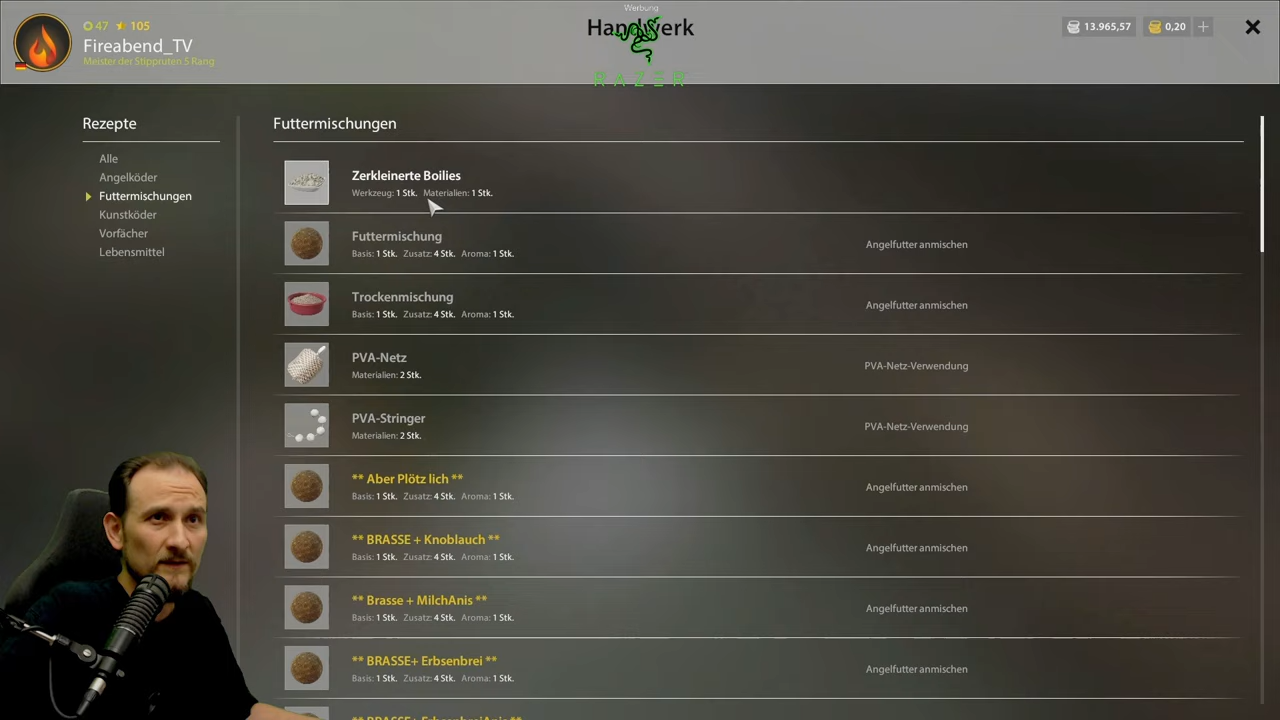 Werbung
47 105
Fireabend_TV
Meister der Stippruten 5 Rang
Handwerk
RAZER
13.965,57
0,20
Rezepte
Alle
Angelköder
Futtermischungen
Kunstköder
Vorfächer
Lebensmittel
Futtermischungen
Zerkleinerte Boilies
Werkzeug: 1 Stk. Materialien: 1 Stk.
Futtermischung
Basis: 1 Stk. Zusatz: 4 Stk. Aroma: 1 Stk.
Angelfutter anmischen
Trockenmischung
Basis: 1 Stk. Zusatz: 4 Stk. Aroma: 1 Stk.
Angelfutter anmischen
PVA-Netz
Materialien: 2 Stk.
PVA-Netz-Verwendung
PVA-Stringer
Materialien: 2 Stk.
PVA-Netz-Verwendung
** Aber Plötz lich **
Basis: 1 Stk. Zusatz: 4 Stk. Aroma: 1 Stk.
Angelfutter anmischen
** BRASSE + Knoblauch **
Basis: 1 Stk. Zusatz: 4 Stk. Aroma: 1 Stk.
Angelfutter anmischen
** Brasse + MilchAnis **
Basis: 1 Stk. Zusatz: 4 Stk. Aroma: 1 Stk.
Angelfutter anmischen
** BRASSE+ Erbsenbrei **
Basis: 1 Stk. Zusatz: 4 Stk. Aroma: 1 Stk.
Angelfutter anmischen